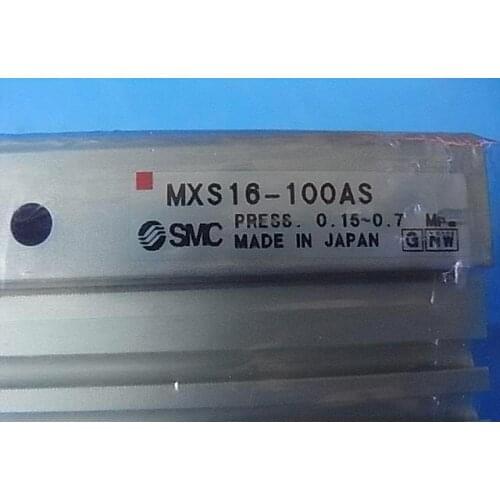 MXS16-100AS
SMC PRESS. 0.15~0.7 MPa
MADE IN JAPAN G NW